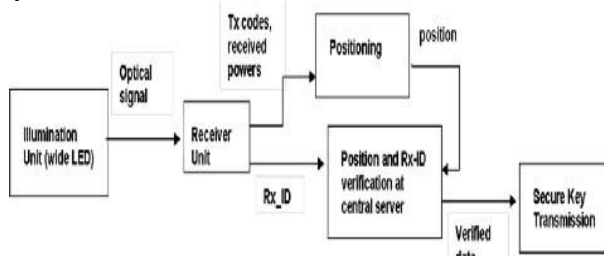 Tx codes,
received
powers
Positioning
position
Optical
signal
Illumination
Unit (wide LED)
Receiver
Unit
Position and Rx-ID
verification at
central server
Rx_ID
Secure Key
Transmission
Verified
data